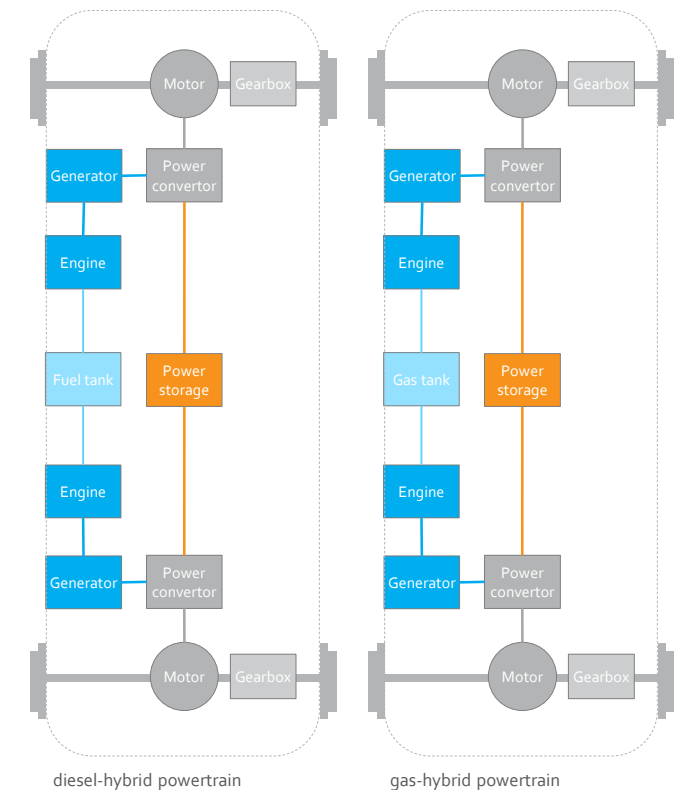 Motor
Gearbox
Power
convertor
Generator
Engine
Fuel tank
Power
storage
Engine
Generator
Power
convertor
Motor
Gearbox
diesel-hybrid powertrain
Motor
Gearbox
Power
convertor
Generator
Engine
Gas tank
Power
storage
Engine
Generator
Power
convertor
Motor
Gearbox
gas-hybrid powertrain